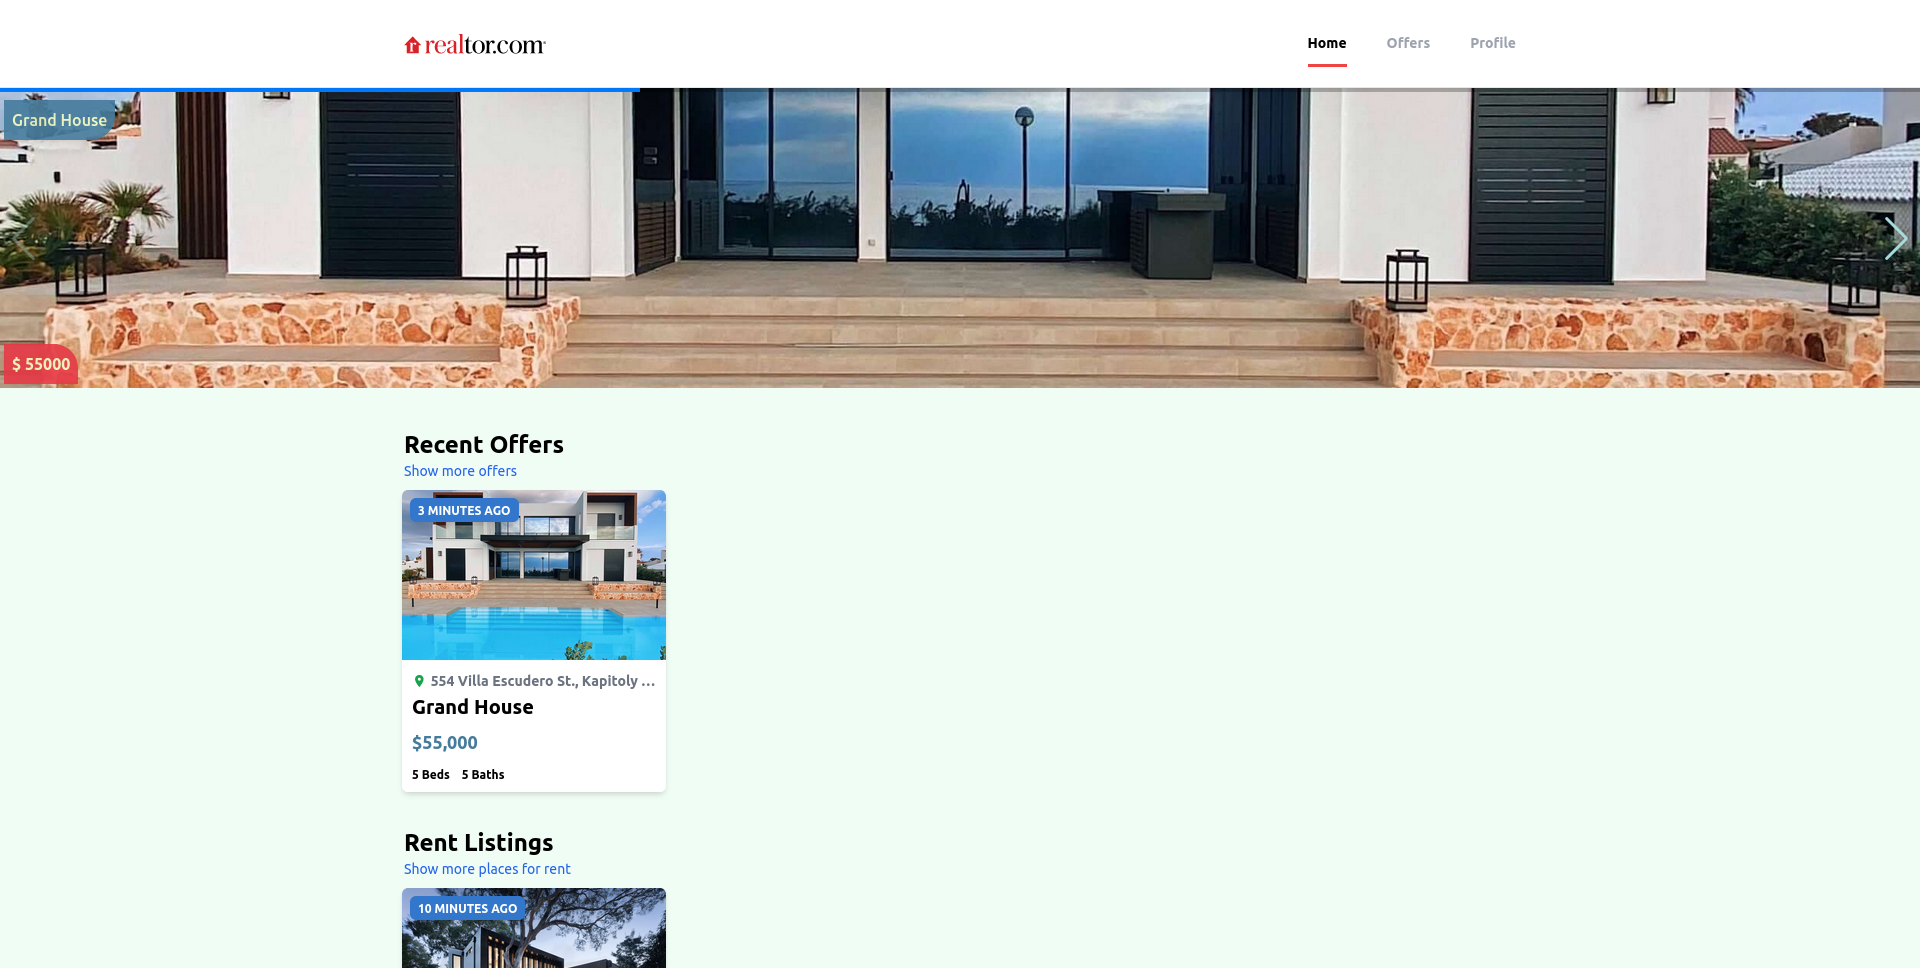 realtor.com
Home
Offers
Profile
Grand House
$ 55000
Recent Offers
Show more offers
3 MINUTES AGO
554 Villa Escudero St., Kapitoly ...
Grand House
$55,000
5 Beds 5 Baths
Rent Listings
Show more places for rent
10 MINUTES AGO